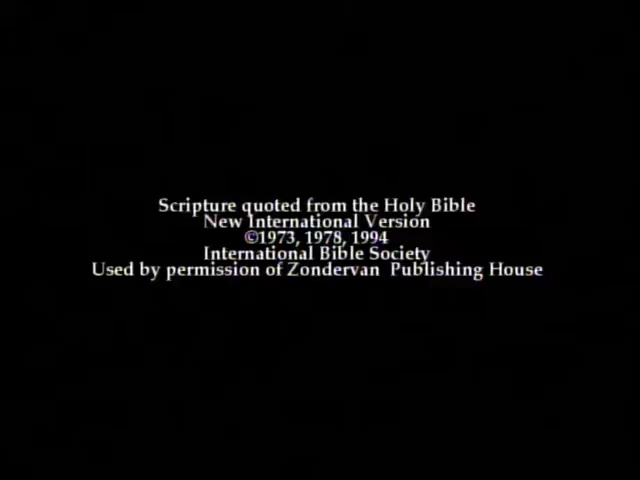 Scripture quoted from the Holy Bible
New International Version
©1973, 1978, 1994
International Bible Society
Used by permission of Zondervan Publishing House